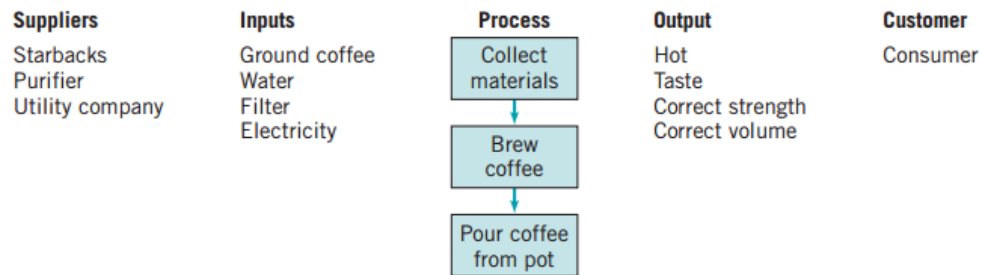 Suppliers
Starbacks
Purifier
Utility company
Inputs
Ground coffee
Water
Filter
Electricity
Process
Collect
materials
Brew
coffee
Pour coffee
from pot
Output
Hot
Taste
Correct strength
Correct volume
Customer
Consumer